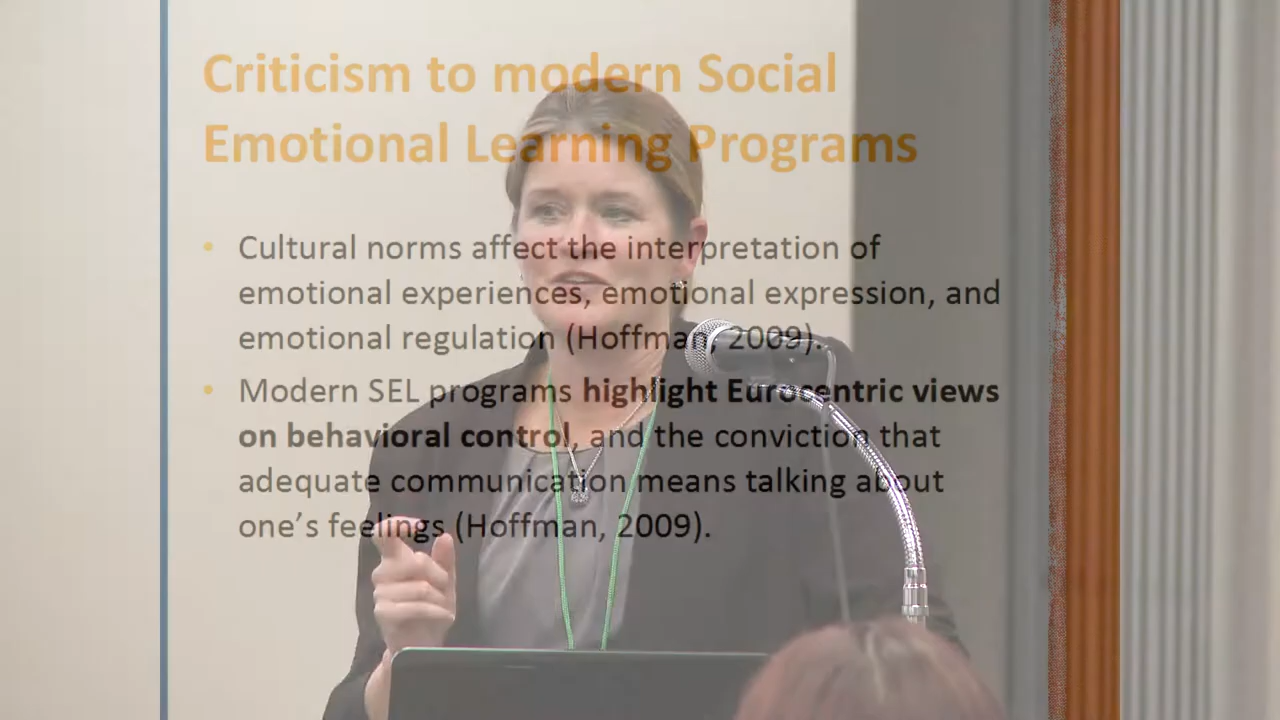 Criticism to modern Social
Emotional Learning Programs
• Cultural norms affect the interpretation of
emotional experiences, emotional expression, and
emotional regulation (Hoffman, 2009).
• Modern SEL programs highlight Eurocentric views
on behavioral control, and the conviction that
adequate communication means talking about
one's feelings (Hoffman, 2009).